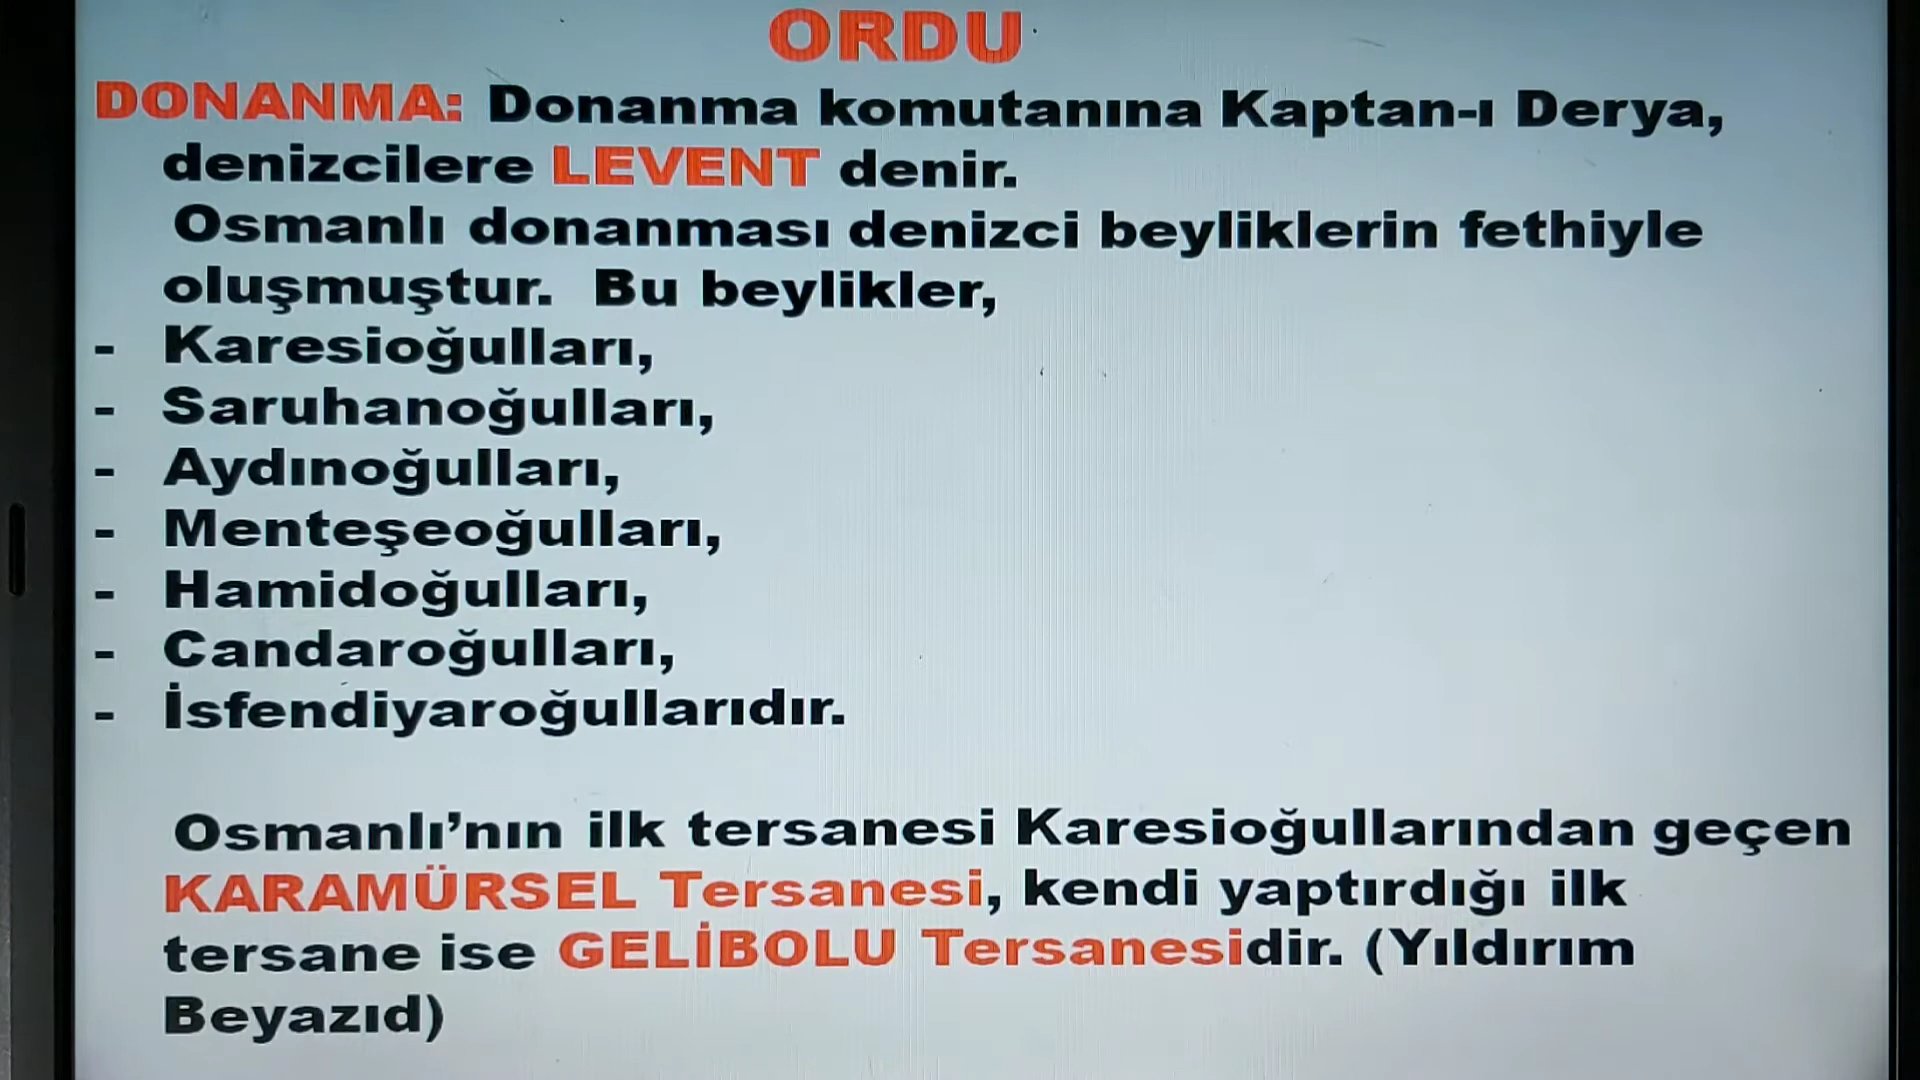 ORDU
DONANMA: Donanma komutanına Kaptan-ı Derya,
denizcilere LEVENT denir.
Osmanlı donanması denizci beyliklerin fethiyle
oluşmuştur. Bu beylikler,
- Karesioğulları,
- Saruhanoğulları,
- Aydınoğulları,
- Menteşeoğulları,
- Hamidoğulları,
- Candaroğulları,
- İsfendiyaroğullarıdır.
Osmanlı’nın ilk tersanesi Karesioğullarından geçen
KARAMÜRSEL Tersanesi, kendi yaptırdığı ilk
tersane ise GELİBOLU Tersanesidir. (Yıldırım
Beyazıd)